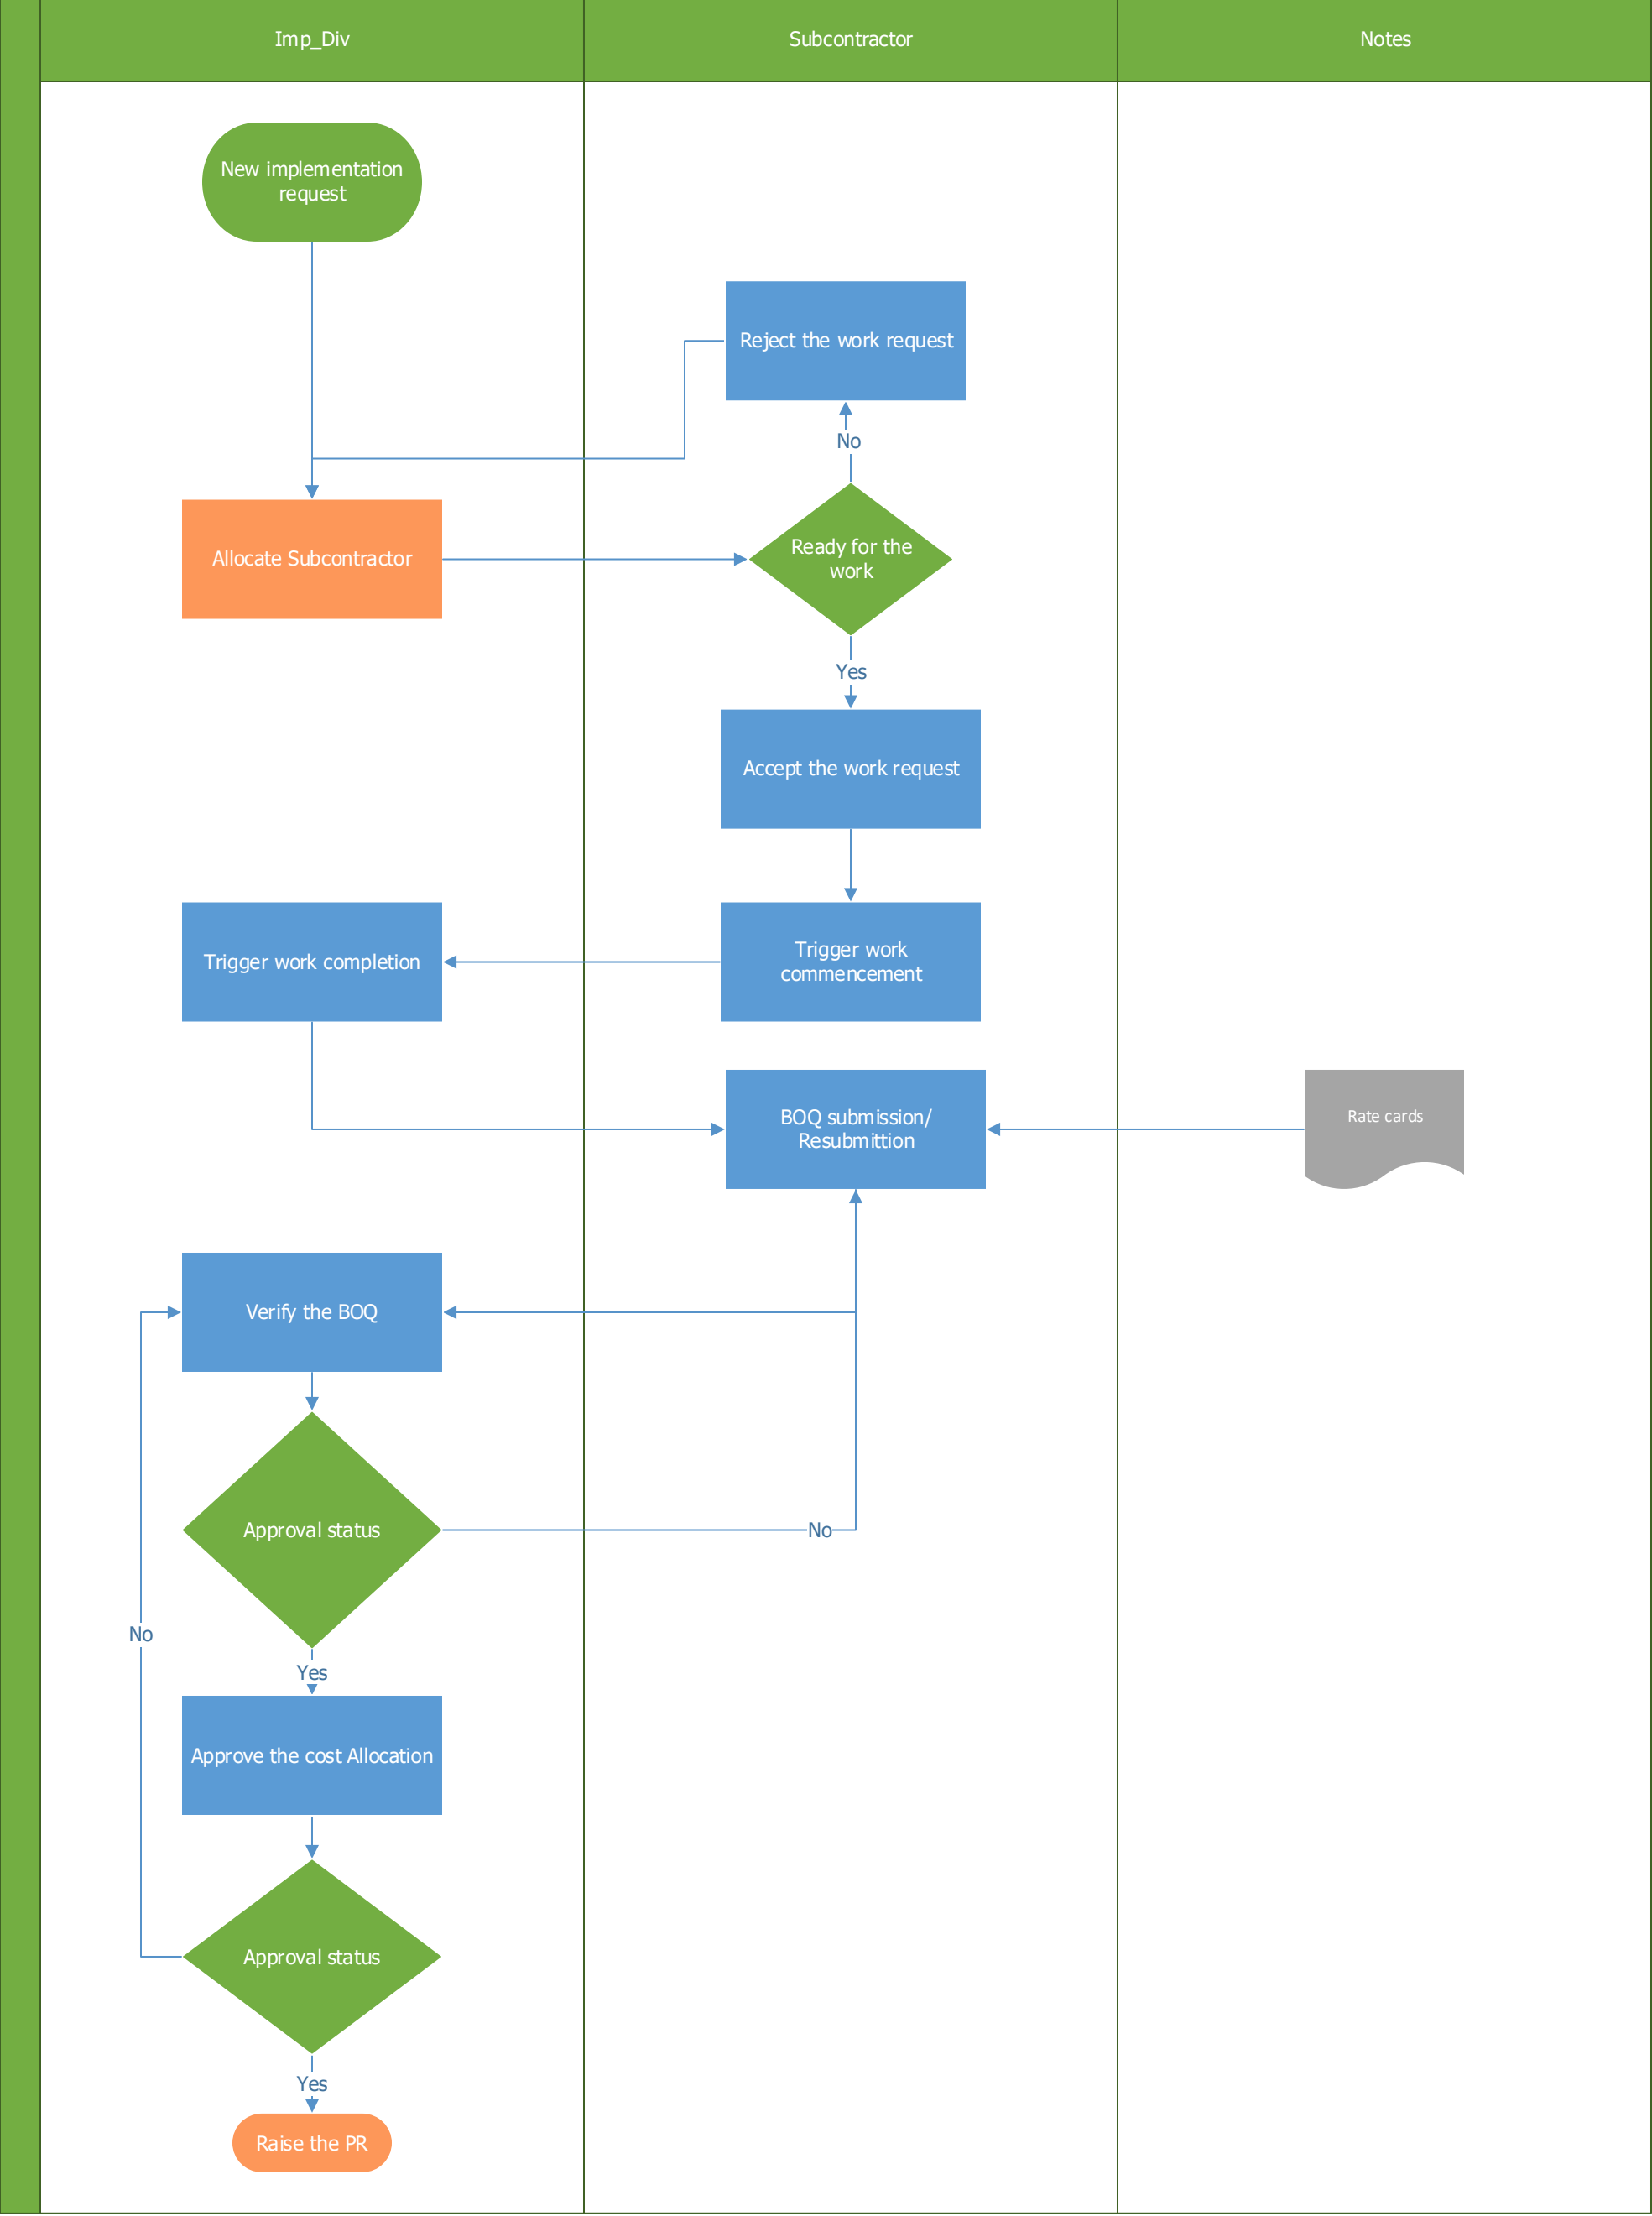 Imp_Div
Subcontractor
Notes
New implementation
request
Reject the work request
No
Allocate Subcontractor
Ready for the
work
Yes
Accept the work request
Trigger work completion
Trigger work
commencement
BOQ submission/
Resubmittion
Rate cards
Verify the BOQ
Approval status
No
No
Yes
Approve the cost Allocation
Approval status
Yes
Raise the PR